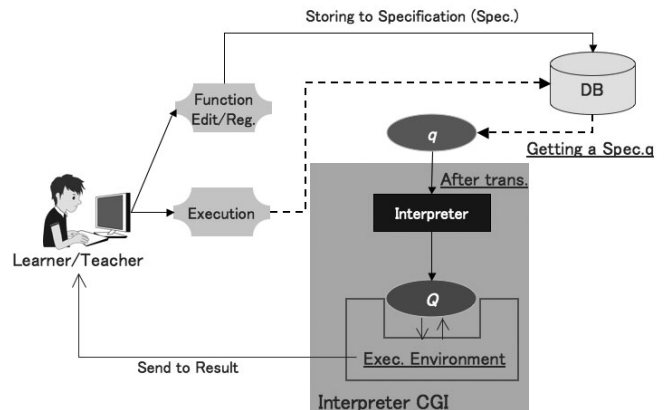 Storing to Specification (Spec.)
DB
Function
Edit/Reg.
q
Getting a Spec.q
After trans.
Execution
Interpreter
Learner/Teacher
Q
Exec. Environment
Send to Result
Interpreter CGI